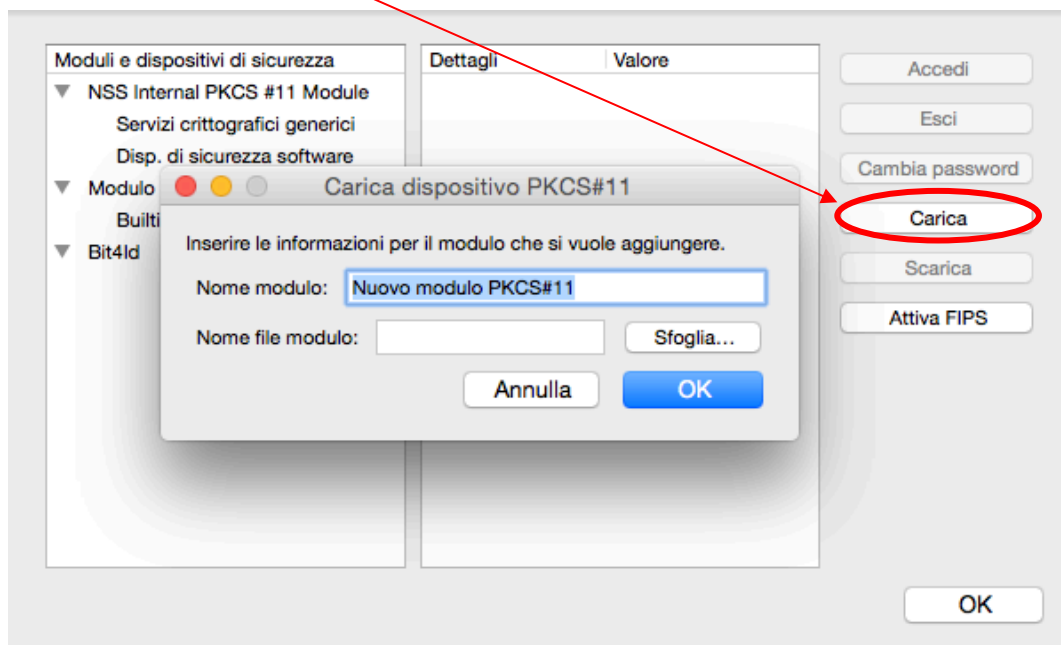 Moduli e dispositivi di sicurezza
Dettagli
Valore
NSS Internal PKCS #11 Module
Servizi crittografici generici
Disp. di sicurezza software
Modulo
Builti
Bit4Id
Accedi
Esci
Cambia password
Carica
Scarica
Attiva FIPS
Carica dispositivo PKCS#11
Inserire le informazioni per il modulo che si vuole aggiungere.
Nome modulo: Nuovo modulo PKCS#11
Nome file modulo: Sfoglia...
Annulla OK
OK